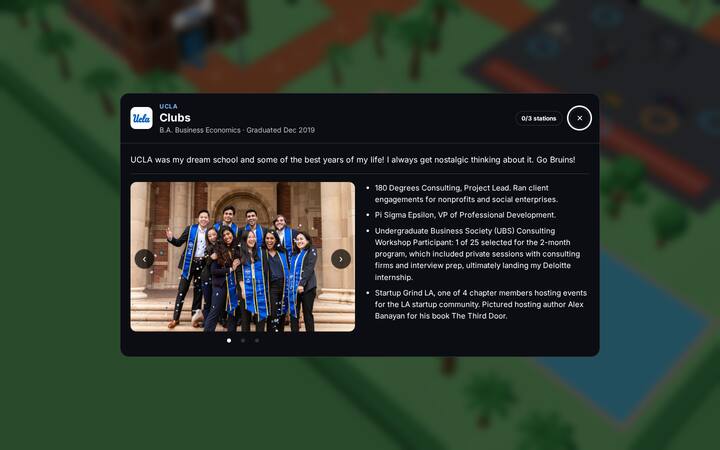 Ucla
UCLA
Clubs
B.A. Business Economics · Graduated Dec 2019
0/3 stations
×
UCLA was my dream school and some of the best years of my life! I always get nostalgic thinking about it. Go Bruins!
• 180 Degrees Consulting, Project Lead. Ran client
engagements for nonprofits and social enterprises.
• Pi Sigma Epsilon, VP of Professional Development.
• Undergraduate Business Society (UBS) Consulting
Workshop Participant: 1 of 25 selected for the 2-month
program, which included private sessions with consulting
firms and interview prep, ultimately landing my Deloitte
internship.
• Startup Grind LA, one of 4 chapter members hosting events
for the LA startup community. Pictured hosting author Alex
Banayan for his book The Third Door.